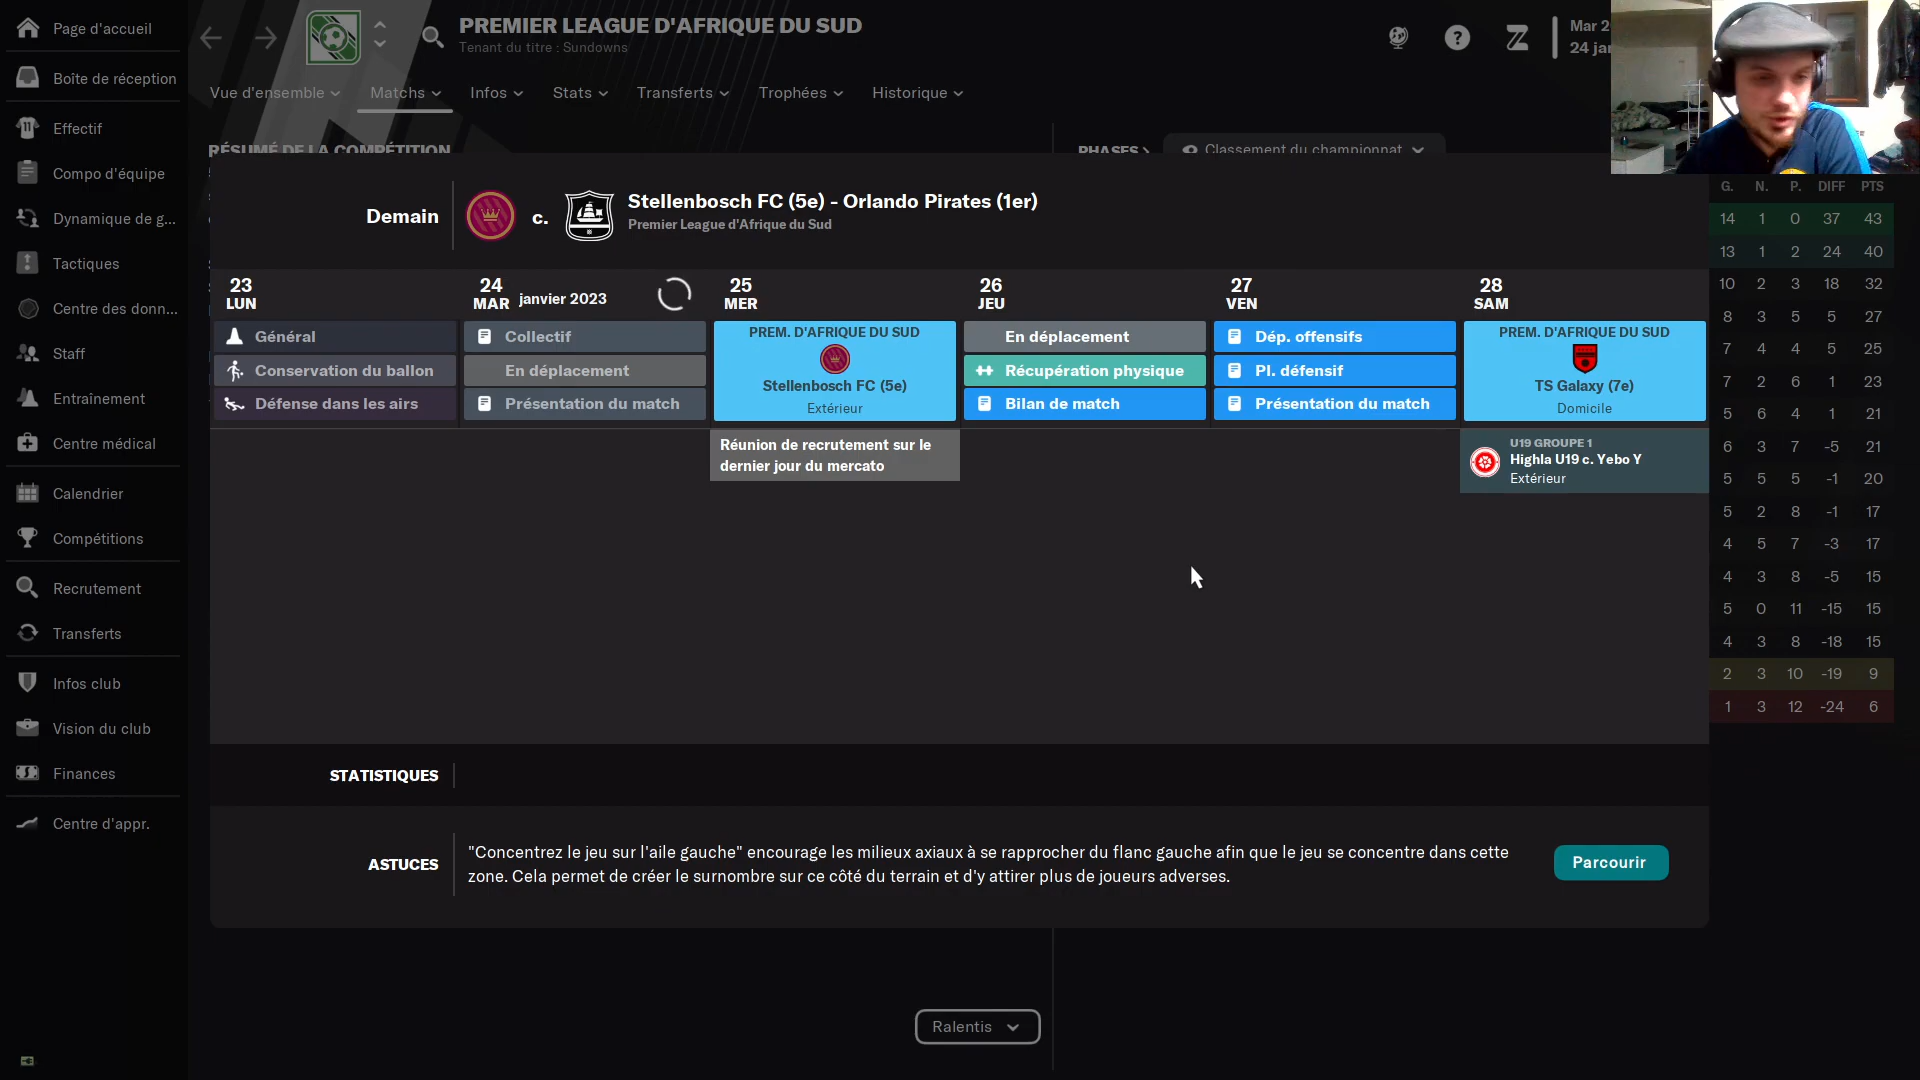 Page d'accueil
Boîte de réception
Effectif
Compo d'équipe
Dynamique de g...
Tactiques
Centre des donn...
Staff
Entraînement
Centre médical
Calendrier
Compétitions
Recrutement
Transferts
Infos club
Vision du club
Finances
Centre d'appr.
PREMIER LEAGUE D'AFRIQUE DU SUD
Tenant du titre : Sundowns
Mar 2
24 jan
Vue d'ensemble Matchs Infos Stats Transferts Trophées Historique
RÉSUMÉ DE LA COMPÉTITION
PHASES > Classement du championnat
Demain
c.
Stellenbosch FC (5e) - Orlando Pirates (1er)
Premier League d'Afrique du Sud
23
LUN
Général
Conservation du ballon
Défense dans les airs
24
MAR janvier 2023
Collectif
En déplacement
Présentation du match
25
MER
PREM. D'AFRIQUE DU SUD
Stellenbosch FC (5e)
Extérieur
Réunion de recrutement sur le
dernier jour du mercato
26
JEU
En déplacement
Récupération physique
Bilan de match
27
VEN
Dép. offensifs
Pl. défensif
Présentation du match
28
SAM
PREM. D'AFRIQUE DU SUD
TS Galaxy (7e)
Domicile
U19 GROUPE 1
Highla U19 c. Yebo Y
Extérieur
G. N. P. DIFF PTS
14 1 0 37 43
13 1 2 24 40
10 2 3 18 32
8 3 5 5 27
7 4 4 5 25
7 2 6 1 23
5 6 4 1 21
6 3 7 -5 21
5 5 5 -1 20
5 2 8 -1 17
4 5 7 -3 17
4 3 8 -5 15
5 0 11 -15 15
4 3 8 -18 15
2 3 10 -19 9
1 3 12 -24 6
STATISTIQUES
ASTUCES
"Concentrez le jeu sur l'aile gauche" encourage les milieux axiaux à se rapprocher du flanc gauche afin que le jeu se concentre dans cette
zone. Cela permet de créer le surnombre sur ce côté du terrain et d'y attirer plus de joueurs adverses.
Parcourir
Ralentis